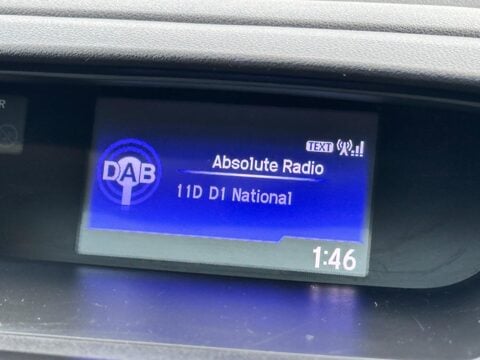 R
TEXT
DAB
Absolute Radio
11D D1 National
1:46